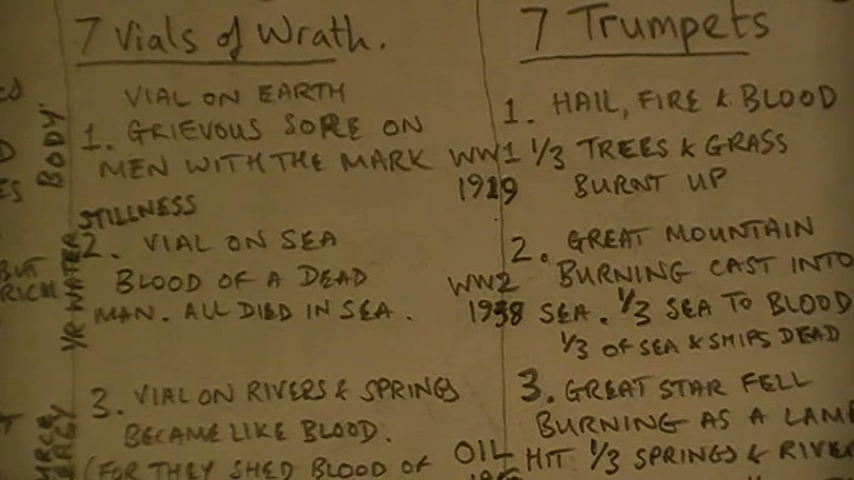 7 Vials of Wrath.
VIAL ON EARTH
1. GRIEVOUS SORE ON
MEN WITH THE MARK
BODY.
STILLNESS
2. VIAL ON SEA
BLOOD OF A DEAD
MAN. ALL DIED IN SEA.
WATER
3. VIAL ON RIVERS & SPRINGS
BECAME LIKE BLOOD.
(FOR THEY SHED BLOOD OF
BUT
RICH
7 Trumpets
1. HAIL, FIRE & BLOOD
WW1 1/3 TREES & GRASS
1919 BURNT UP
2. GREAT MOUNTAIN
WW2 BURNING CAST INTO
1938 SEA. 1/3 SEA TO BLOOD
1/3 OF SEA & SHIPS DEAD
3. GREAT STAR FELL
BURNING AS A LAMP
OIL HIT 1/3 SPRINGS &